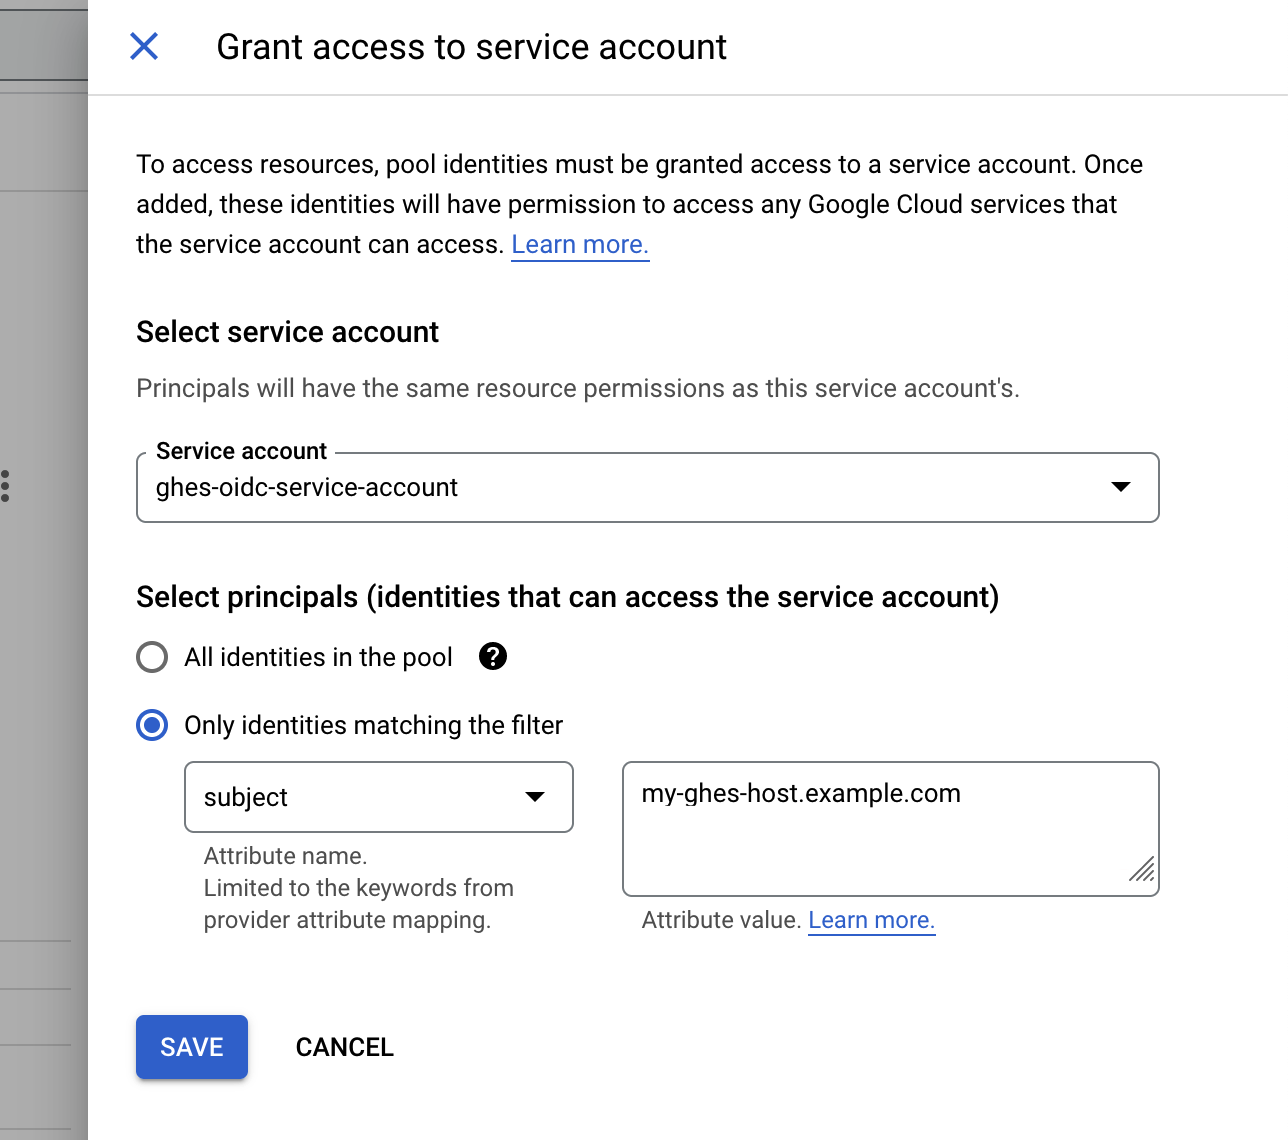 Grant access to service account
To access resources, pool identities must be granted access to a service account. Once
added, these identities will have permission to access any Google Cloud services that
the service account can access. Learn more.
Select service account
Principals will have the same resource permissions as this service account's.
Service account
ghes-oidc-service-account
Select principals (identities that can access the service account)
All identities in the pool ?
Only identities matching the filter
subject
my-ghes-host.example.com
Attribute name.
Limited to the keywords from
provider attribute mapping.
Attribute value. Learn more.
SAVE
CANCEL